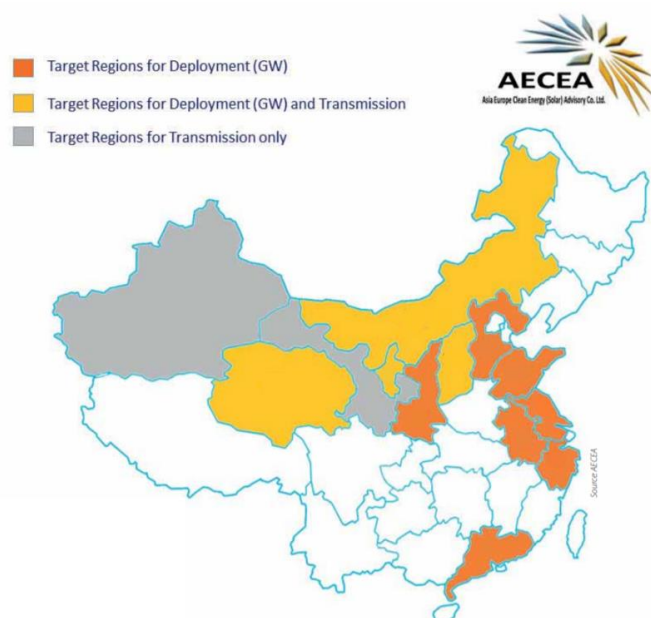 Target Regions for Deployment (GW)
Target Regions for Deployment (GW) and Transmission
Target Regions for Transmission only
AECEA
Asia Europe Clean Energy (Solar) Advisory Co. Ltd.
Source AECEA